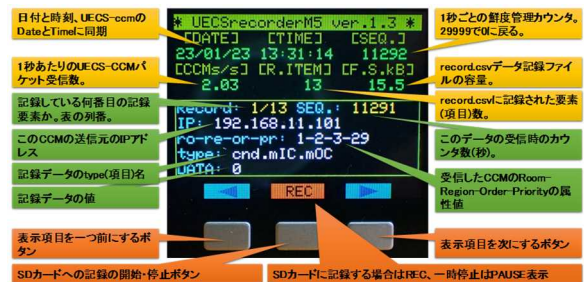 日付と時刻、UECS-ccmの
DateとTimeに同期
1秒あたりのUECS-CCMパ
ケット受信数。
記録している何番目の記録
要素か。表の列番。
このCCMの送信元のIPアド
レス
記録データのtype(項目)名
記録データの値
表示項目を一つ前にするボ
タン
SDカードへの記録の開始・停止ボタン
* UECSrecorderM5 ver.1.3 *
[DATE] [TIME] [SEQ.]
23/01/23 13:31:14 11292
[CCMs/s] [R.ITEM] [F.S.kB]
2.03 13 15.5
Record: 1/13 SEQ.: 11291
IP: 192.168.11.101
ro-re-or-pr: 1-2-3-29
type: cnd.mIC.mOC
DATA: 0
REC
1秒ごとの鮮度管理カウンタ。
29999で0に戻る。
record.csvデータ記録ファイ
ルの容量。
record.csvに記録された要素
(項目)数。
このデータの受信時のカウ
ンタ数(秒)。
受信したCCMのRoom-
Region-Order-Priorityの属
性値
表示項目を次にするボタン
SDカードに記録する場合はREC、一時停止はPAUSE表示